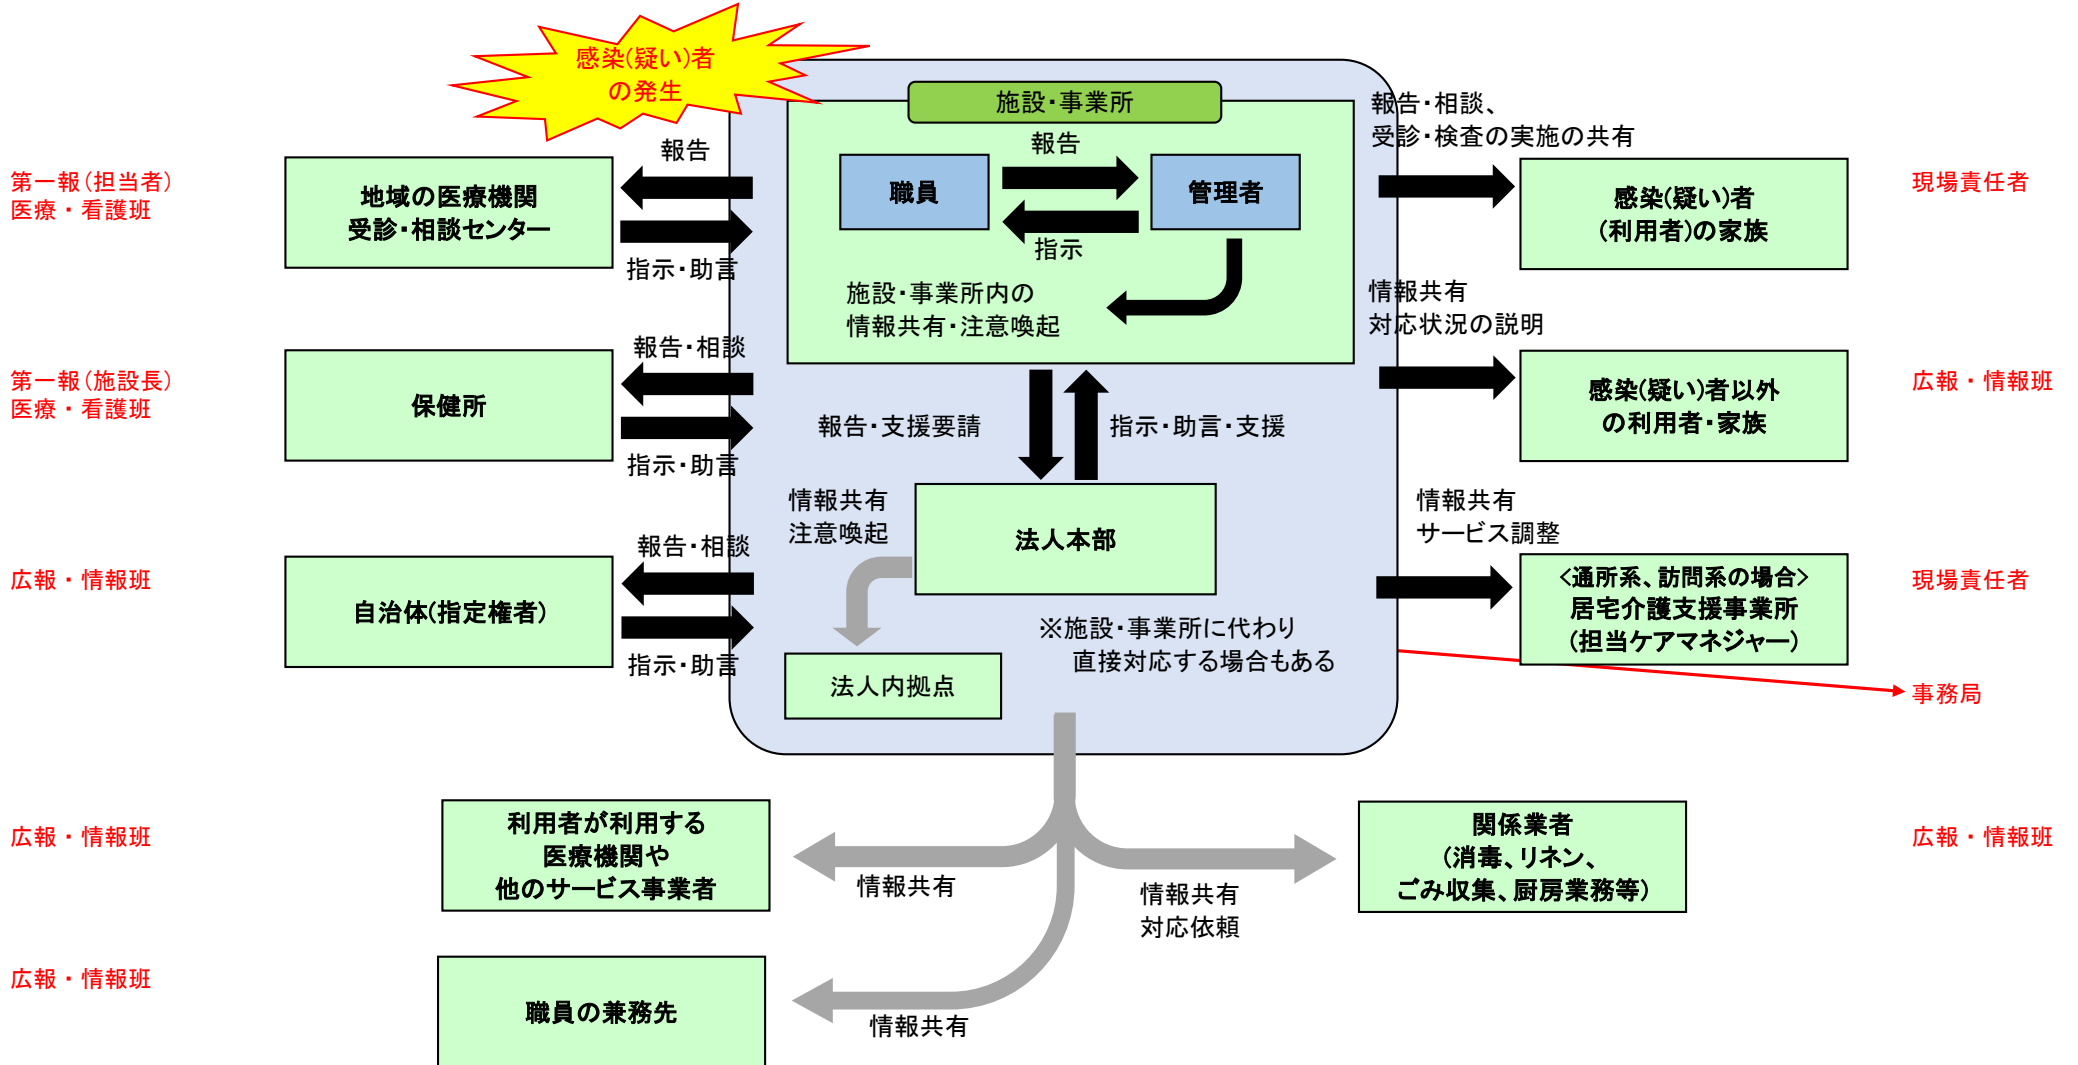 感染(疑い)者
の発生
施設・事業所
報告
職員
管理者
指示
施設・事業所内の
情報共有・注意喚起
第一報（担当者）
医療・看護班
地域の医療機関
受診・相談センター
報告
指示・助言
報告・相談、
受診・検査の実施の共有
感染(疑い)者
(利用者)の家族
現場責任者
第一報（施設長）
医療・看護班
保健所
報告・相談
指示・助言
情報共有
対応状況の説明
感染(疑い)者以外
の利用者・家族
広報・情報班
報告・支援要請
指示・助言・支援
広報・情報班
自治体(指定権者)
報告・相談
指示・助言
情報共有
注意喚起
法人本部
※施設・事業所に代わり
直接対応する場合もある
法人内拠点
情報共有
サービス調整
<通所系、訪問系の場合>
居宅介護支援事業所
(担当ケアマネジャー)
現場責任者
事務局
広報・情報班
利用者が利用する
医療機関や
他のサービス事業者
情報共有
情報共有
対応依頼
関係業者
(消毒、リネン、
ごみ収集、厨房業務等)
広報・情報班
広報・情報班
職員の兼務先
情報共有